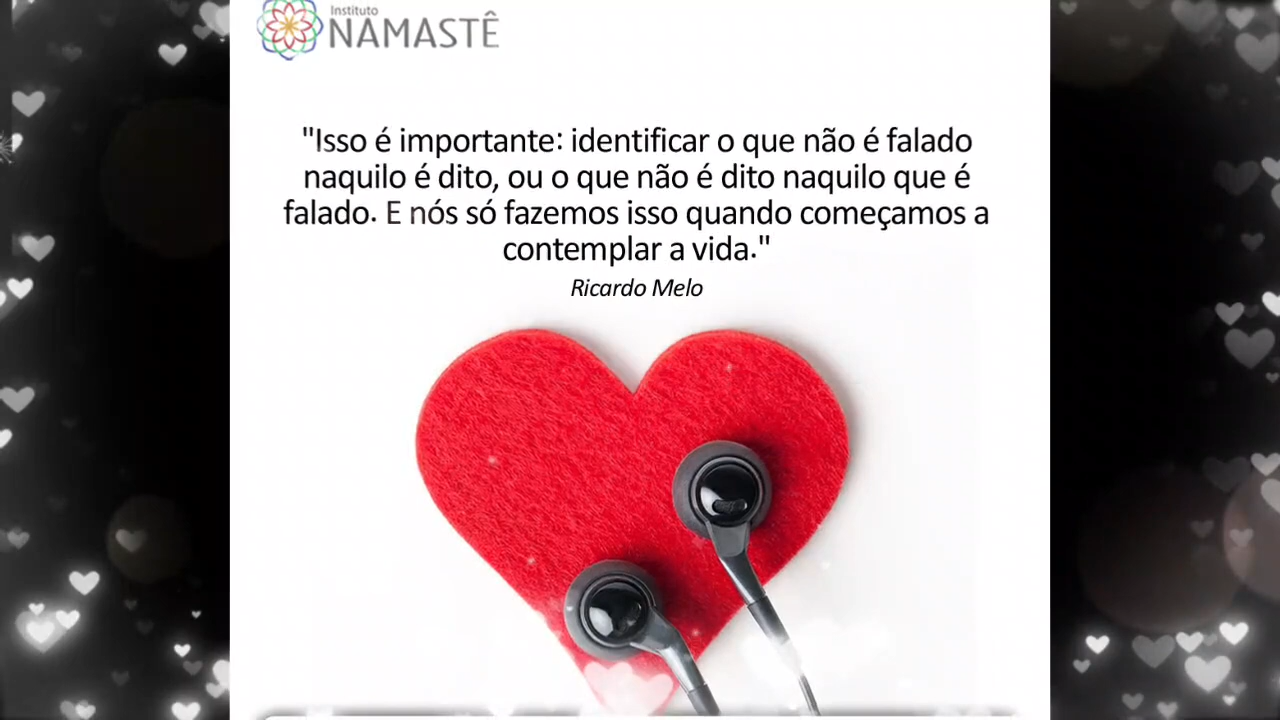 Instituto
NAMASTÊ
"Isso é importante: identificar o que não é falado
naquilo é dito, ou o que não é dito naquilo que é
falado. E nós só fazemos isso quando começamos a
contemplar a vida."
Ricardo Melo